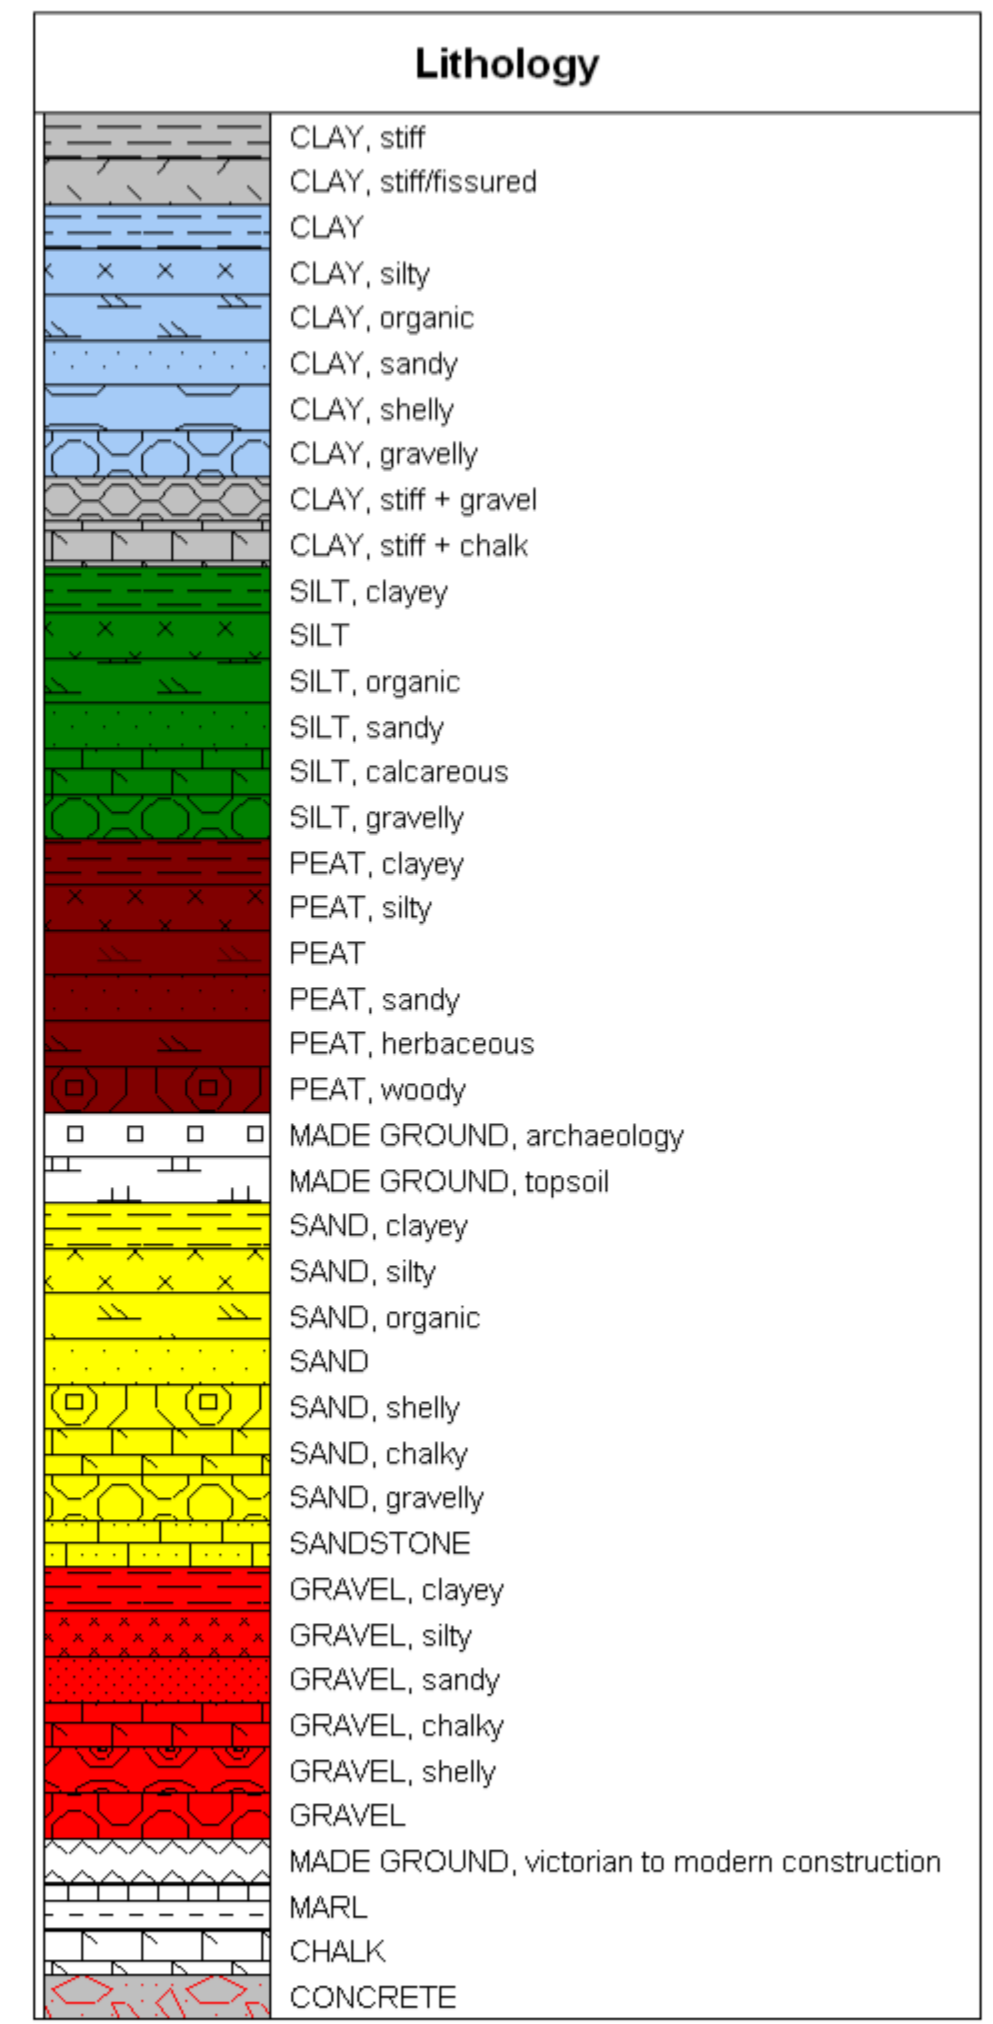 Lithology
CLAY, stiff
CLAY, stiff/fissured
CLAY
CLAY, silty
CLAY, organic
CLAY, sandy
CLAY, shelly
CLAY, gravelly
CLAY, stiff + gravel
CLAY, stiff + chalk
SILT, clayey
SILT
SILT, organic
SILT, sandy
SILT, calcareous
SILT, gravelly
PEAT, clayey
PEAT, silty
PEAT
PEAT, sandy
PEAT, herbaceous
PEAT, woody
MADE GROUND, archaeology
MADE GROUND, topsoil
SAND, clayey
SAND, silty
SAND, organic
SAND
SAND, shelly
SAND, chalky
SAND, gravelly
SANDSTONE
GRAVEL, clayey
GRAVEL, silty
GRAVEL, sandy
GRAVEL, chalky
GRAVEL, shelly
GRAVEL
MADE GROUND, victorian to modern construction
MARL
CHALK
CONCRETE